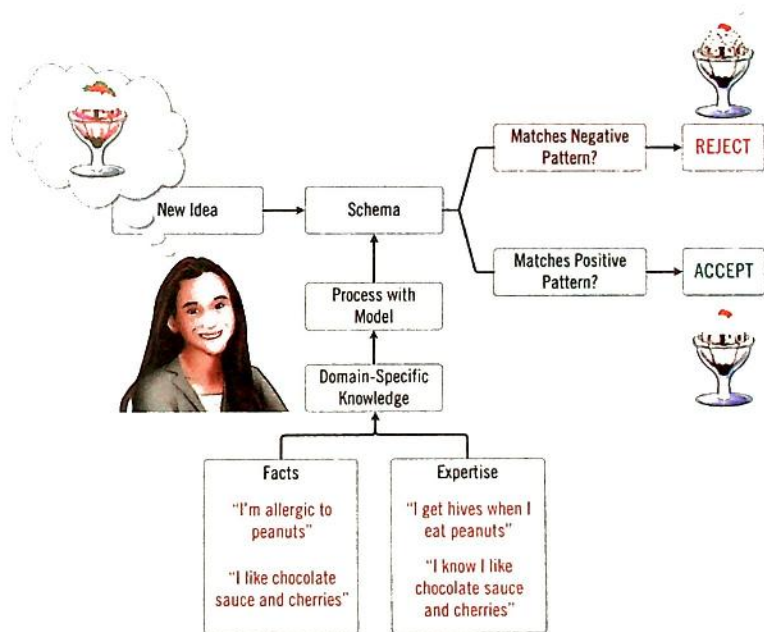 Matches Negative
Pattern?
REJECT
New Idea
Schema
Matches Positive
Pattern?
ACCEPT
Process with
Model
Domain-Specific
Knowledge
Facts
"I'm allergic to
peanuts"
"I like chocolate
sauce and cherries"
Expertise
"I get hives when I
eat peanuts"
"I know I like
chocolate sauce
and cherries"